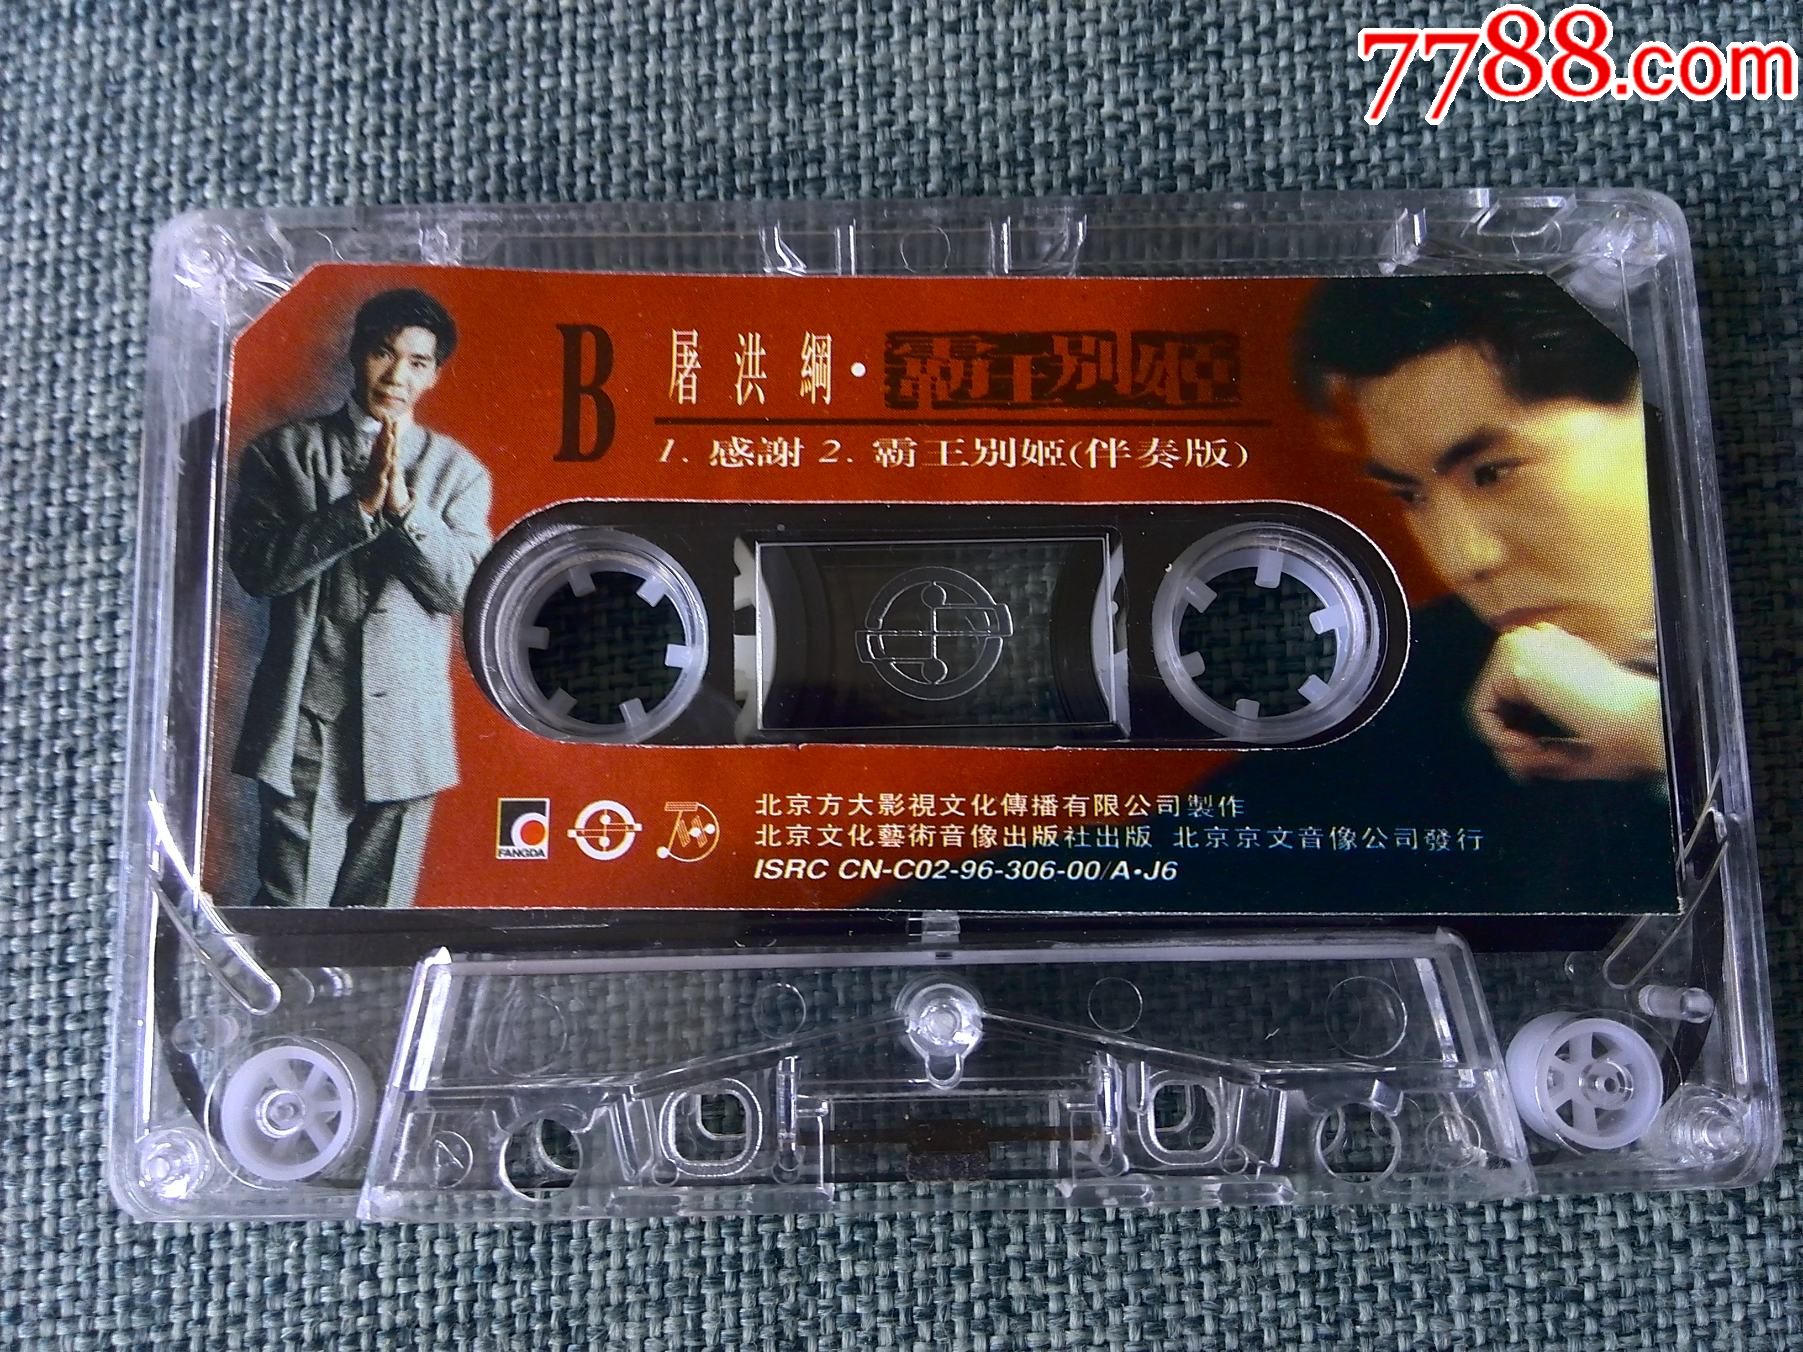 7788.com
B
屠洪綱·霸王别姬
1. 感謝 2. 霸王别姬(伴奏版)
FANGDA
北京方大影視文化傳播有限公司製作
北京文化藝術音像出版社出版 北京京文音像公司發行
ISRC CN-C02-96-306-00/A·J6